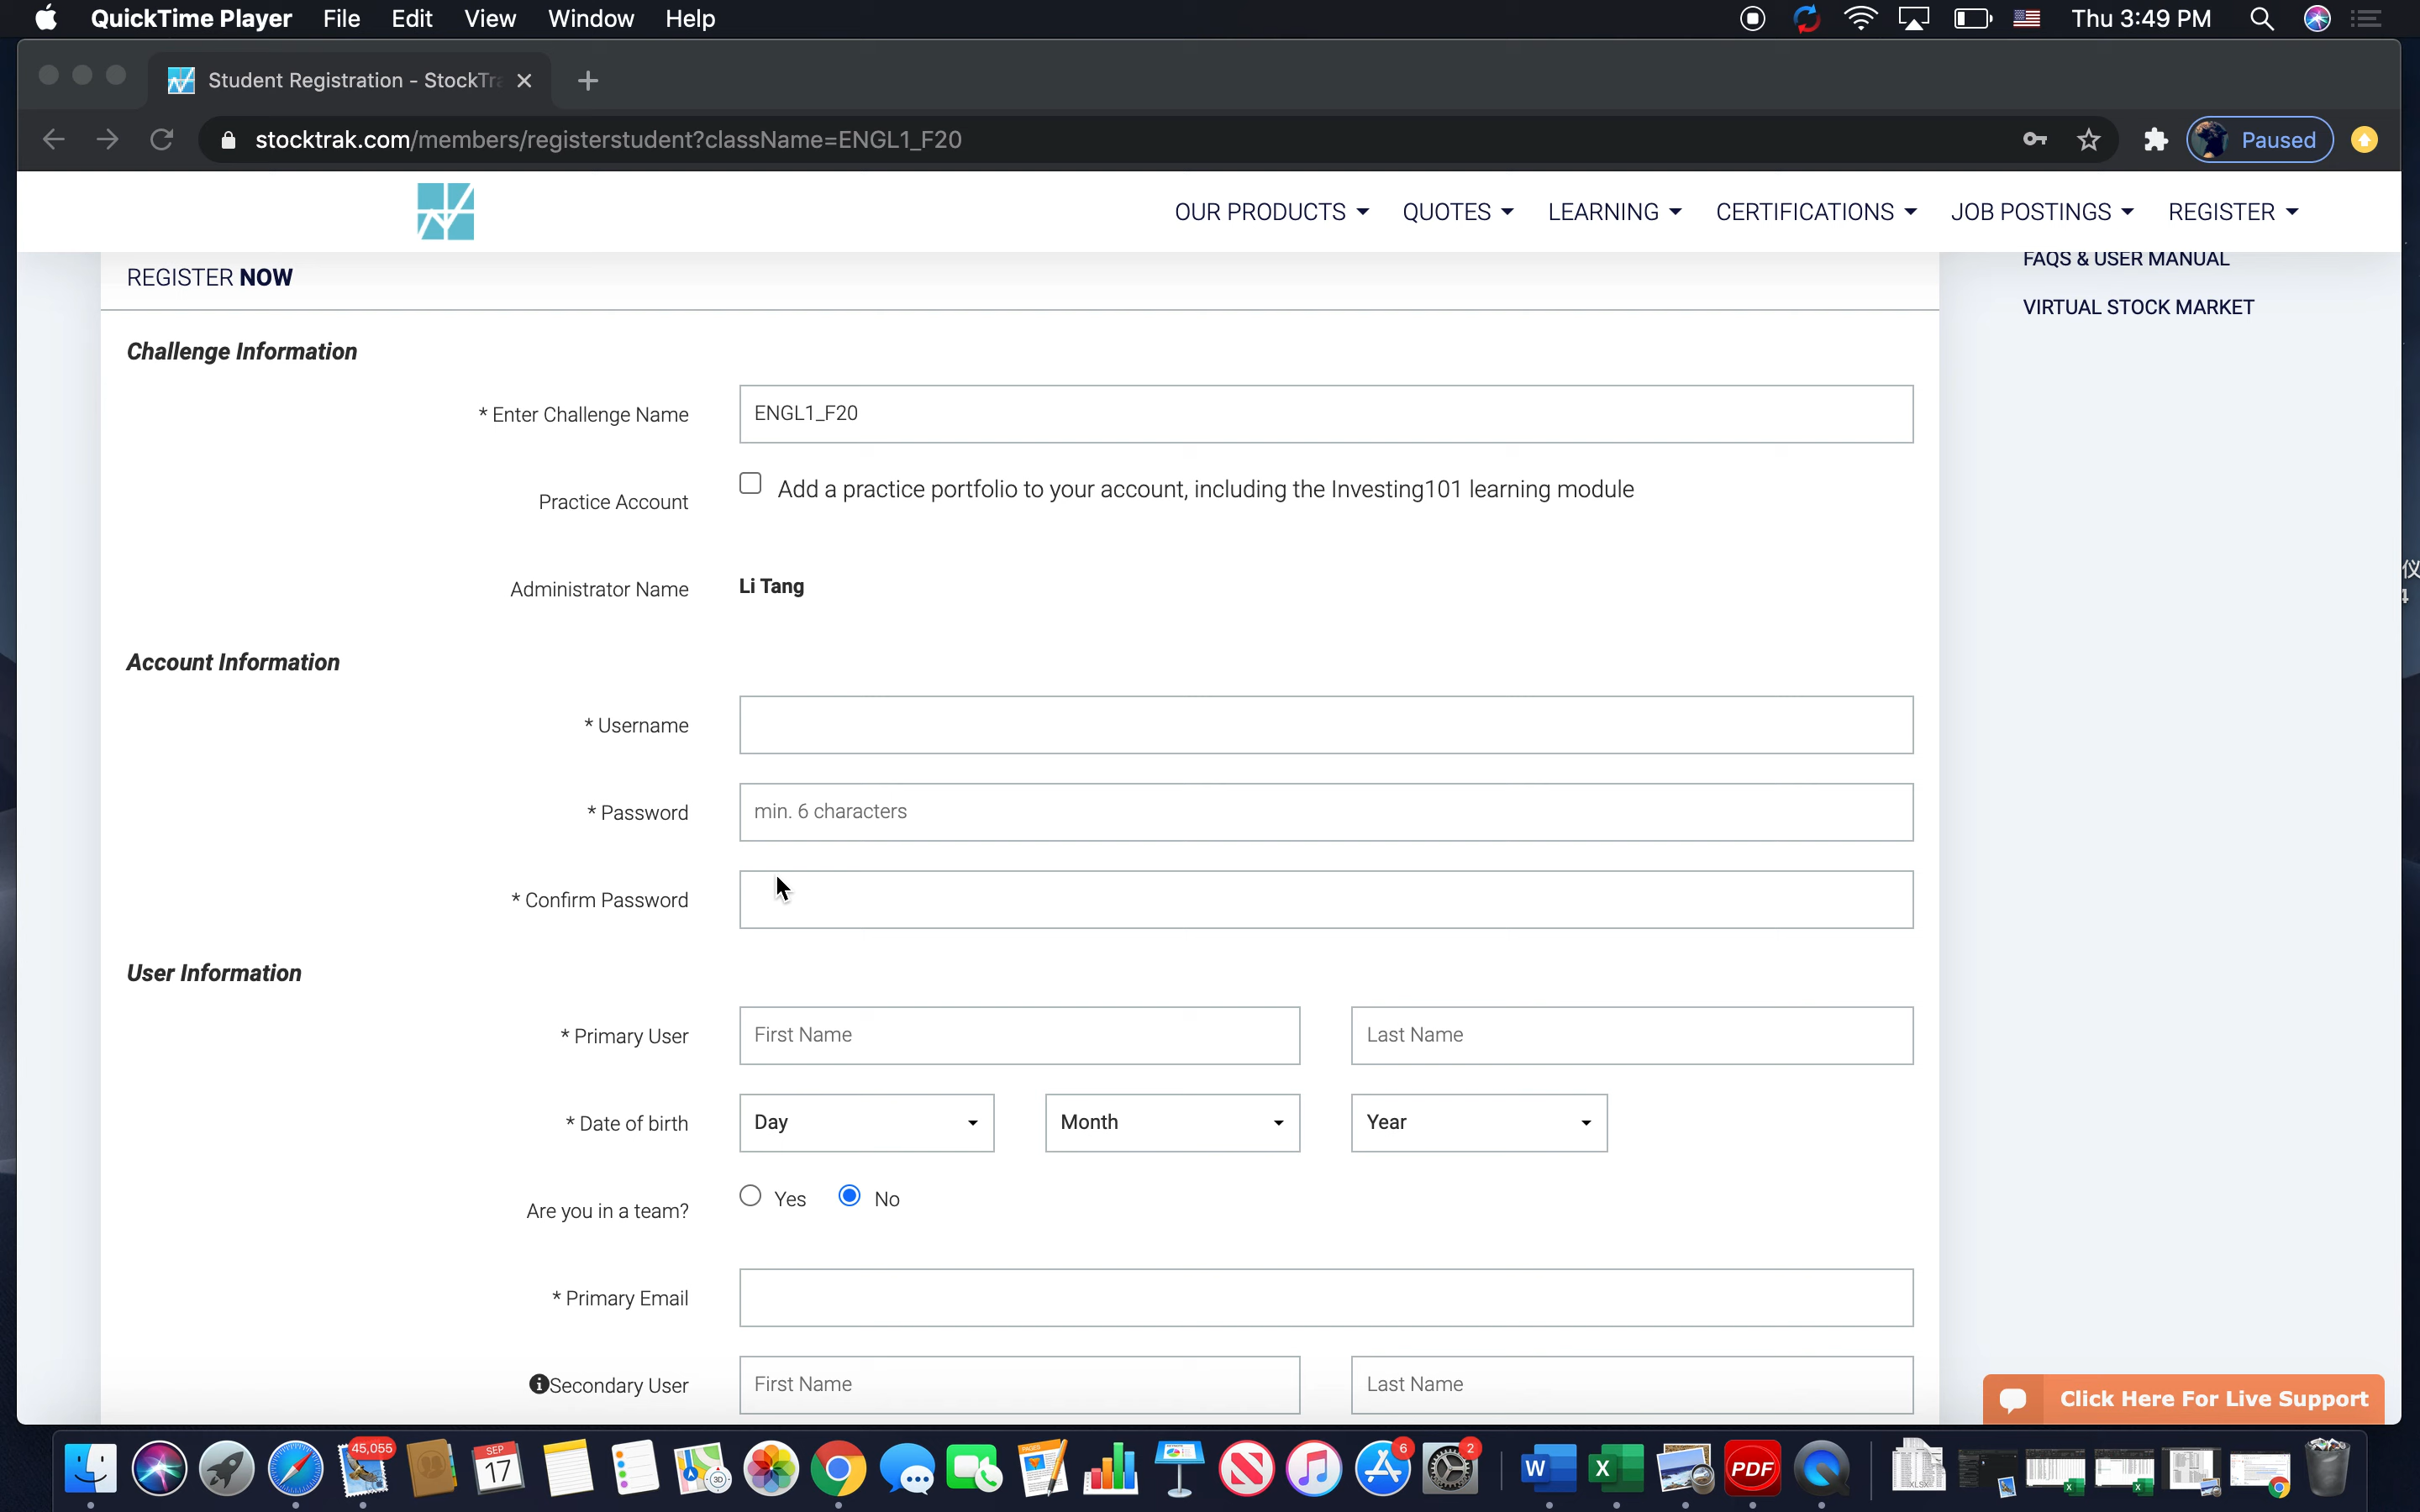 QuickTime Player File Edit View Window Help Thu 3:49 PM
Student Registration - StockTra
stocktrak.com/members/registerstudent?className=ENGL1_F20 Paused
OUR PRODUCTS QUOTES LEARNING CERTIFICATIONS JOB POSTINGS REGISTER
REGISTER NOW
FAQS & USER MANUAL
VIRTUAL STOCK MARKET
Challenge Information
* Enter Challenge Name ENGL1_F20
Practice Account Add a practice portfolio to your account, including the Investing101 learning module
Administrator Name Li Tang
Account Information
* Username
* Password min. 6 characters
* Confirm Password
User Information
* Primary User First Name Last Name
* Date of birth Day Month Year
Are you in a team? Yes No
* Primary Email
Secondary User First Name Last Name
Click Here For Live Support
45,055
SEP
17
PAGES
3D
6
2
W
X
PDF
XLSX